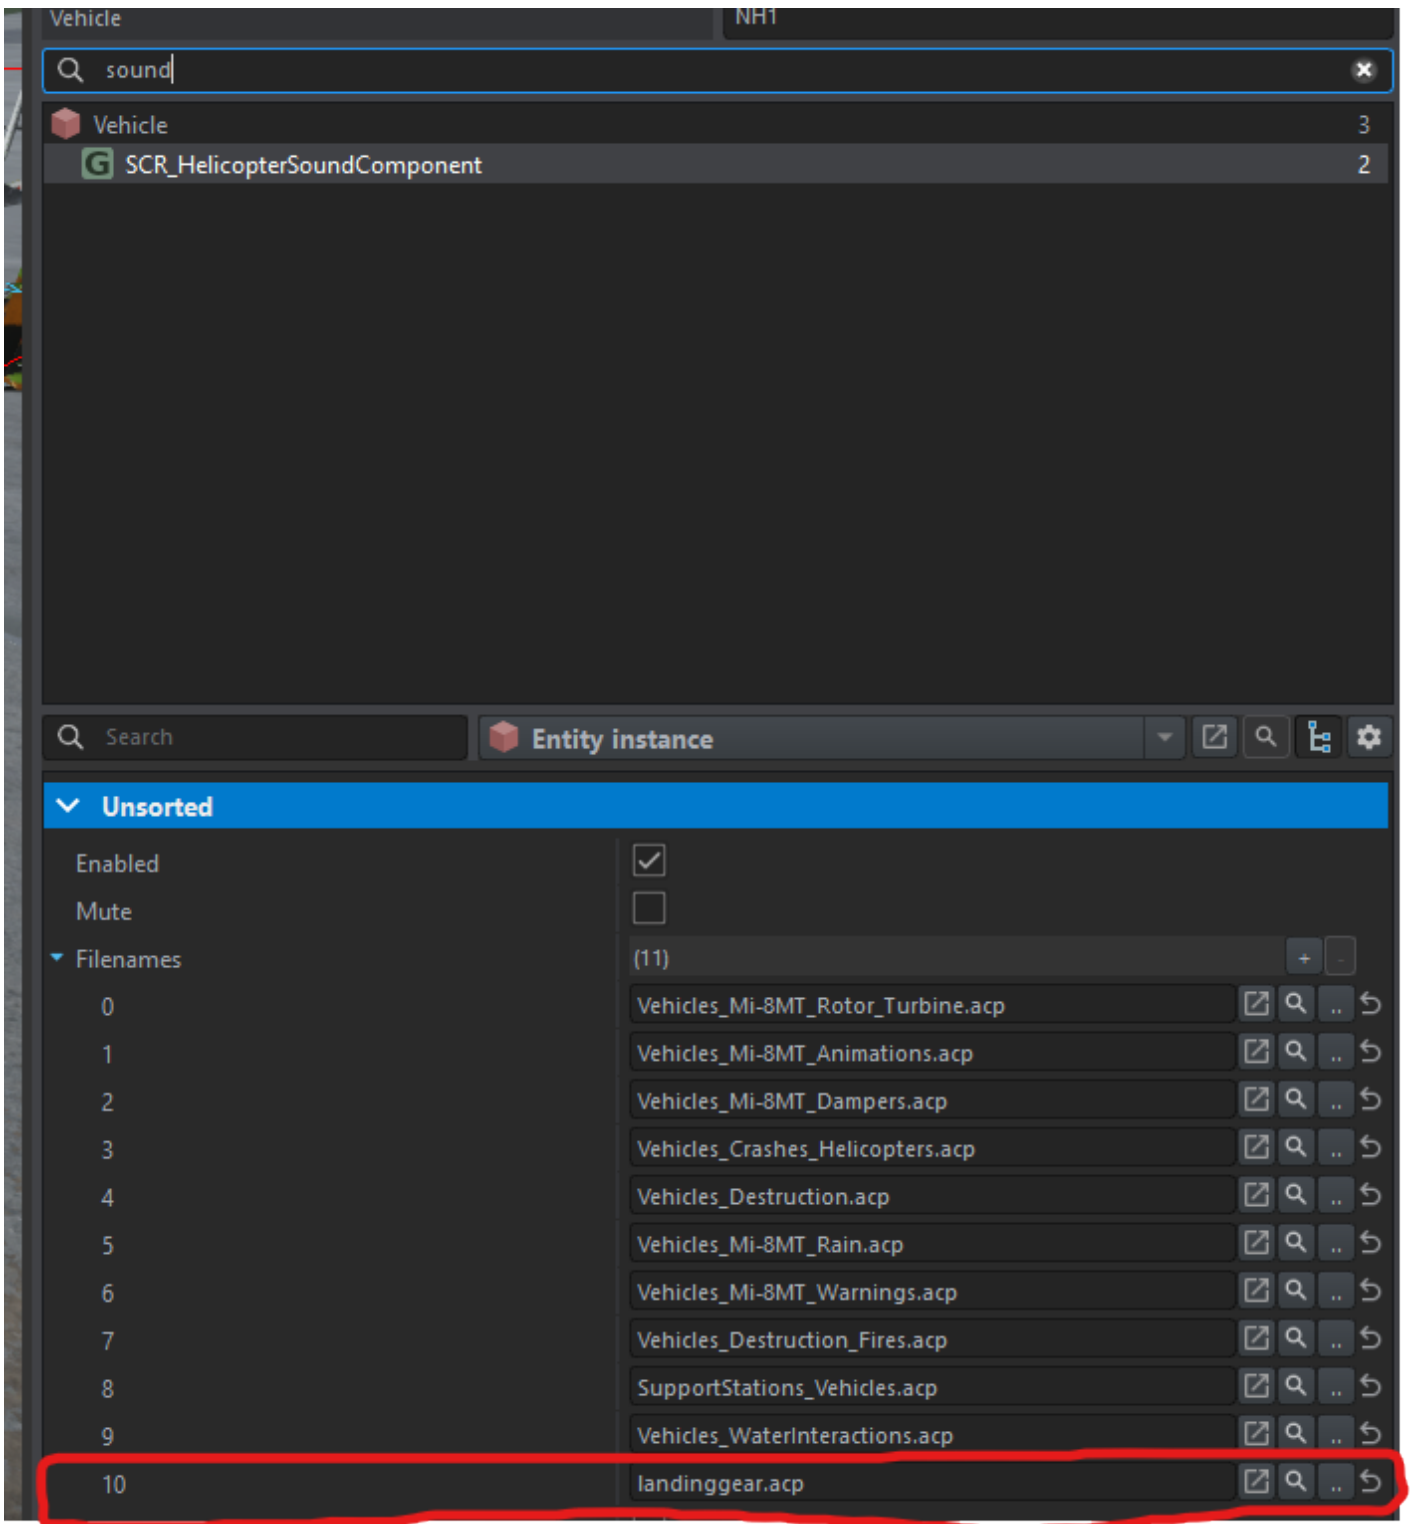 Vehicle NH1
sound
Vehicle 3
G SCR_HelicopterSoundComponent 2
Search Entity instance
Unsorted
Enabled
Mute
Filenames (11) + -
0 Vehicles_Mi-8MT_Rotor_Turbine.acp ..
1 Vehicles_Mi-8MT_Animations.acp ..
2 Vehicles_Mi-8MT_Dampers.acp ..
3 Vehicles_Crashes_Helicopters.acp ..
4 Vehicles_Destruction.acp ..
5 Vehicles_Mi-8MT_Rain.acp ..
6 Vehicles_Mi-8MT_Warnings.acp ..
7 Vehicles_Destruction_Fires.acp ..
8 SupportStations_Vehicles.acp ..
9 Vehicles_WaterInteractions.acp ..
10 landinggear.acp ..